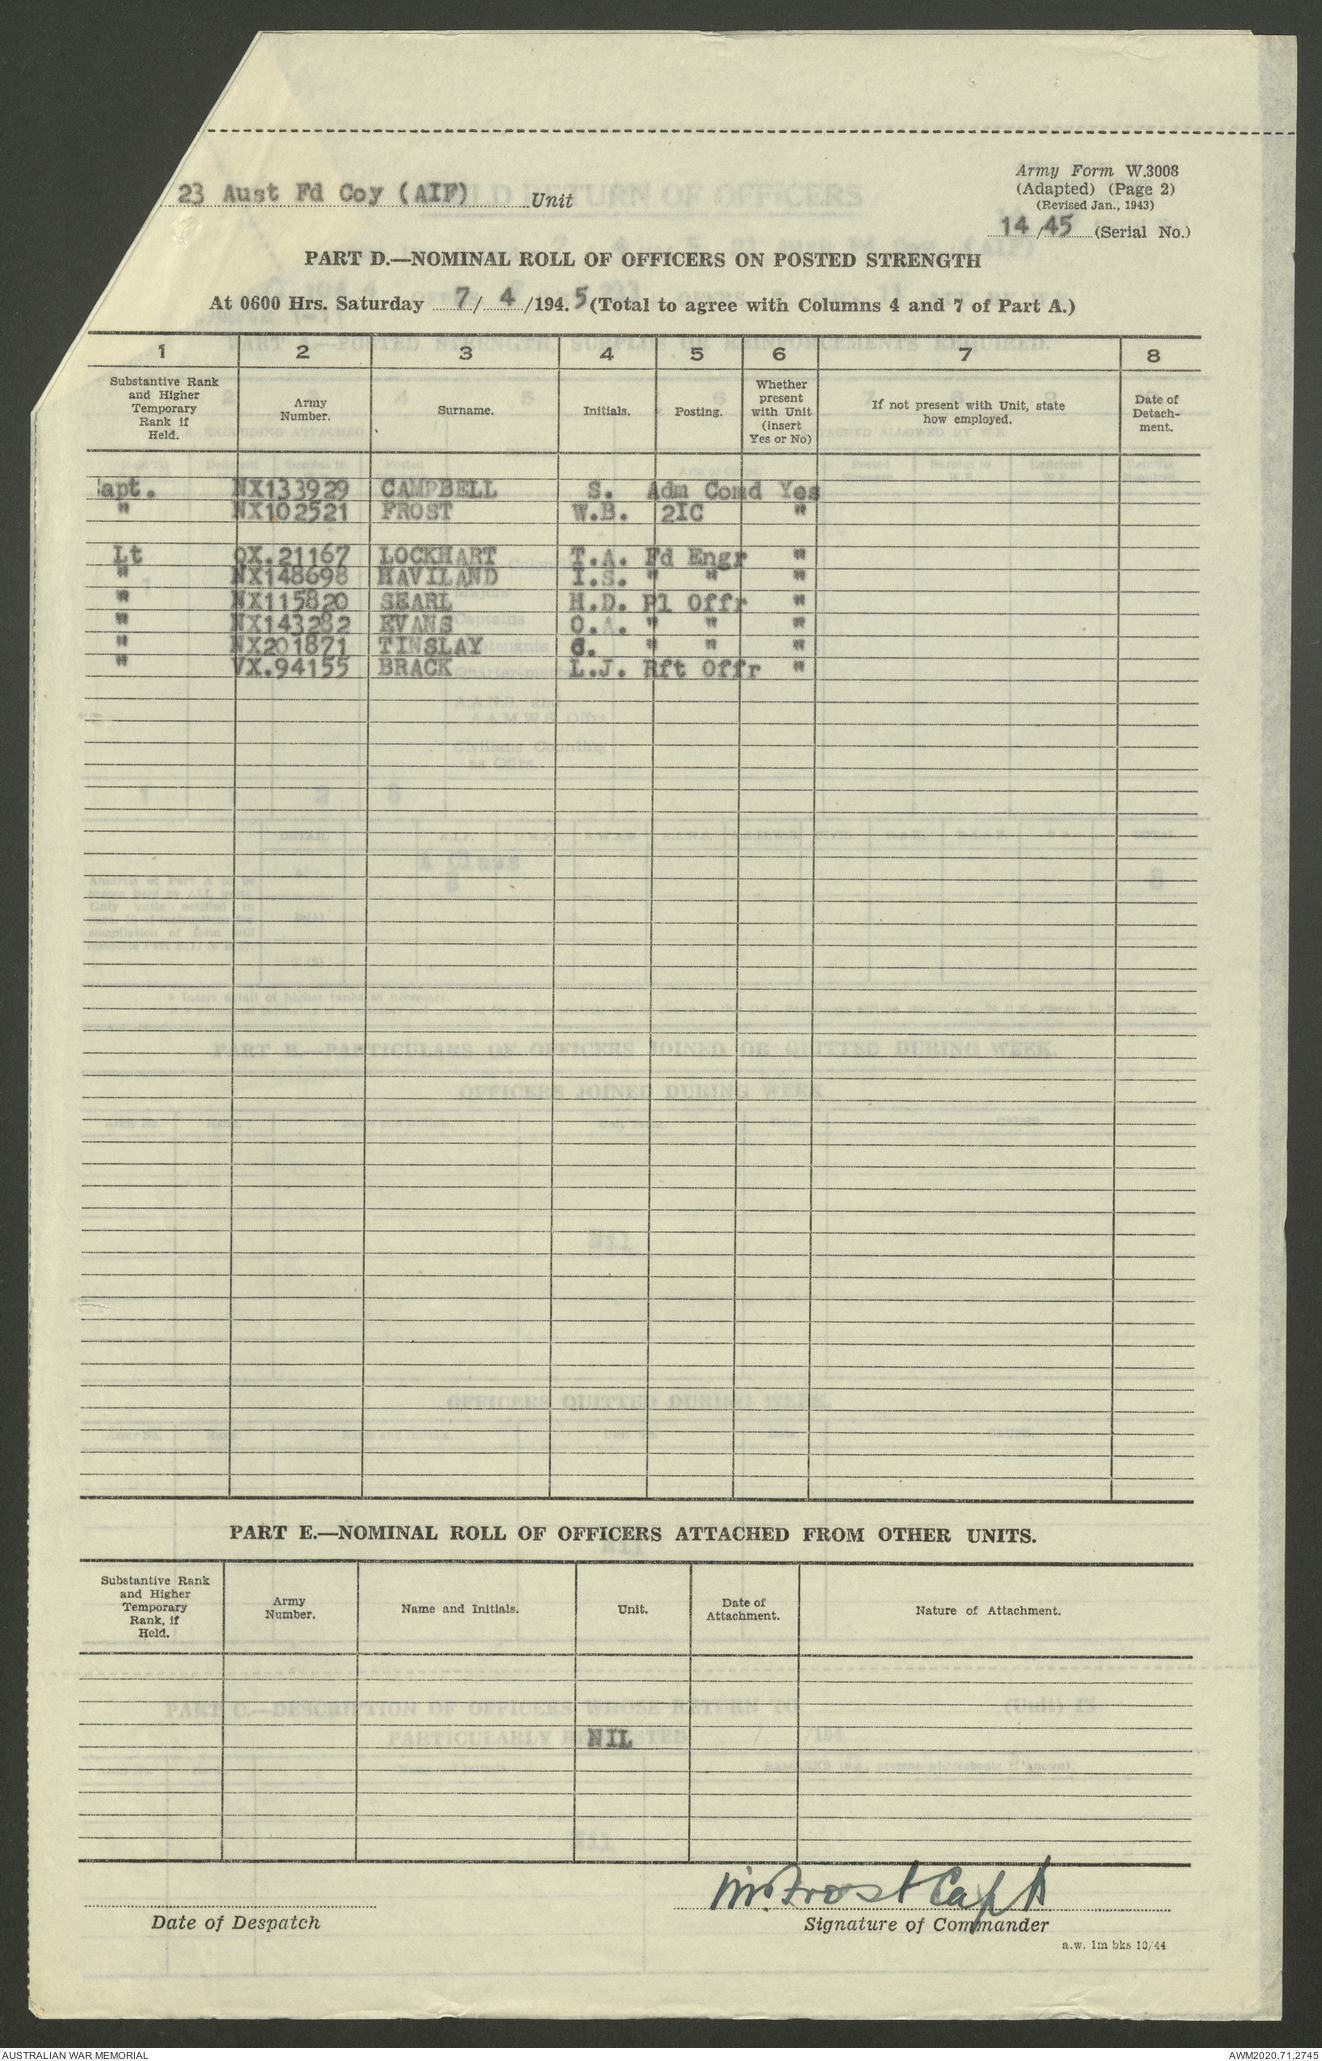 23 Aust Fd Coy (AIF) Unit
Army Form W.3008
(Adapted) (Page 2)
(Revised Jan., 1943)
14/45 (Serial No.)
PART D.—NOMINAL ROLL OF OFFICERS ON POSTED STRENGTH
At 0600 Hrs. Saturday 7/ 4 /194.5 (Total to agree with Columns 4 and 7 of Part A.)
1 2 3 4 5 6 7 8
Substantive Rank and Higher Temporary Rank if Held. Army Number. Surname. Initials. Posting. Whether present with Unit (insert Yes or No) If not present with Unit, state how employed. Date of Detach-ment.
apt. NX133929 CAMPBELL S. Adm Comd Yes
" NX102521 FROST W.B. 2IC "
Lt QX.21167 LOCKHART T.A. Fd Engr "
" NX148698 HAVILAND I.S. " " "
" NX115820 SEARL H.D. Pl Offr "
" NX143282 EVANS O.A. " " "
" NX201871 TINSLAY C. " " "
" VX.94155 BRACK L.J. Rft Offr "
PART E.—NOMINAL ROLL OF OFFICERS ATTACHED FROM OTHER UNITS.
Substantive Rank and Higher Temporary Rank, if Held. Army Number. Name and Initials. Unit. Date of Attachment. Nature of Attachment.
NIL
Frost Capt
Date of Despatch
Signature of Commander
a.w. 1m bks 10/44
AUSTRALIAN WAR MEMORIAL
AWM2020.71.2745